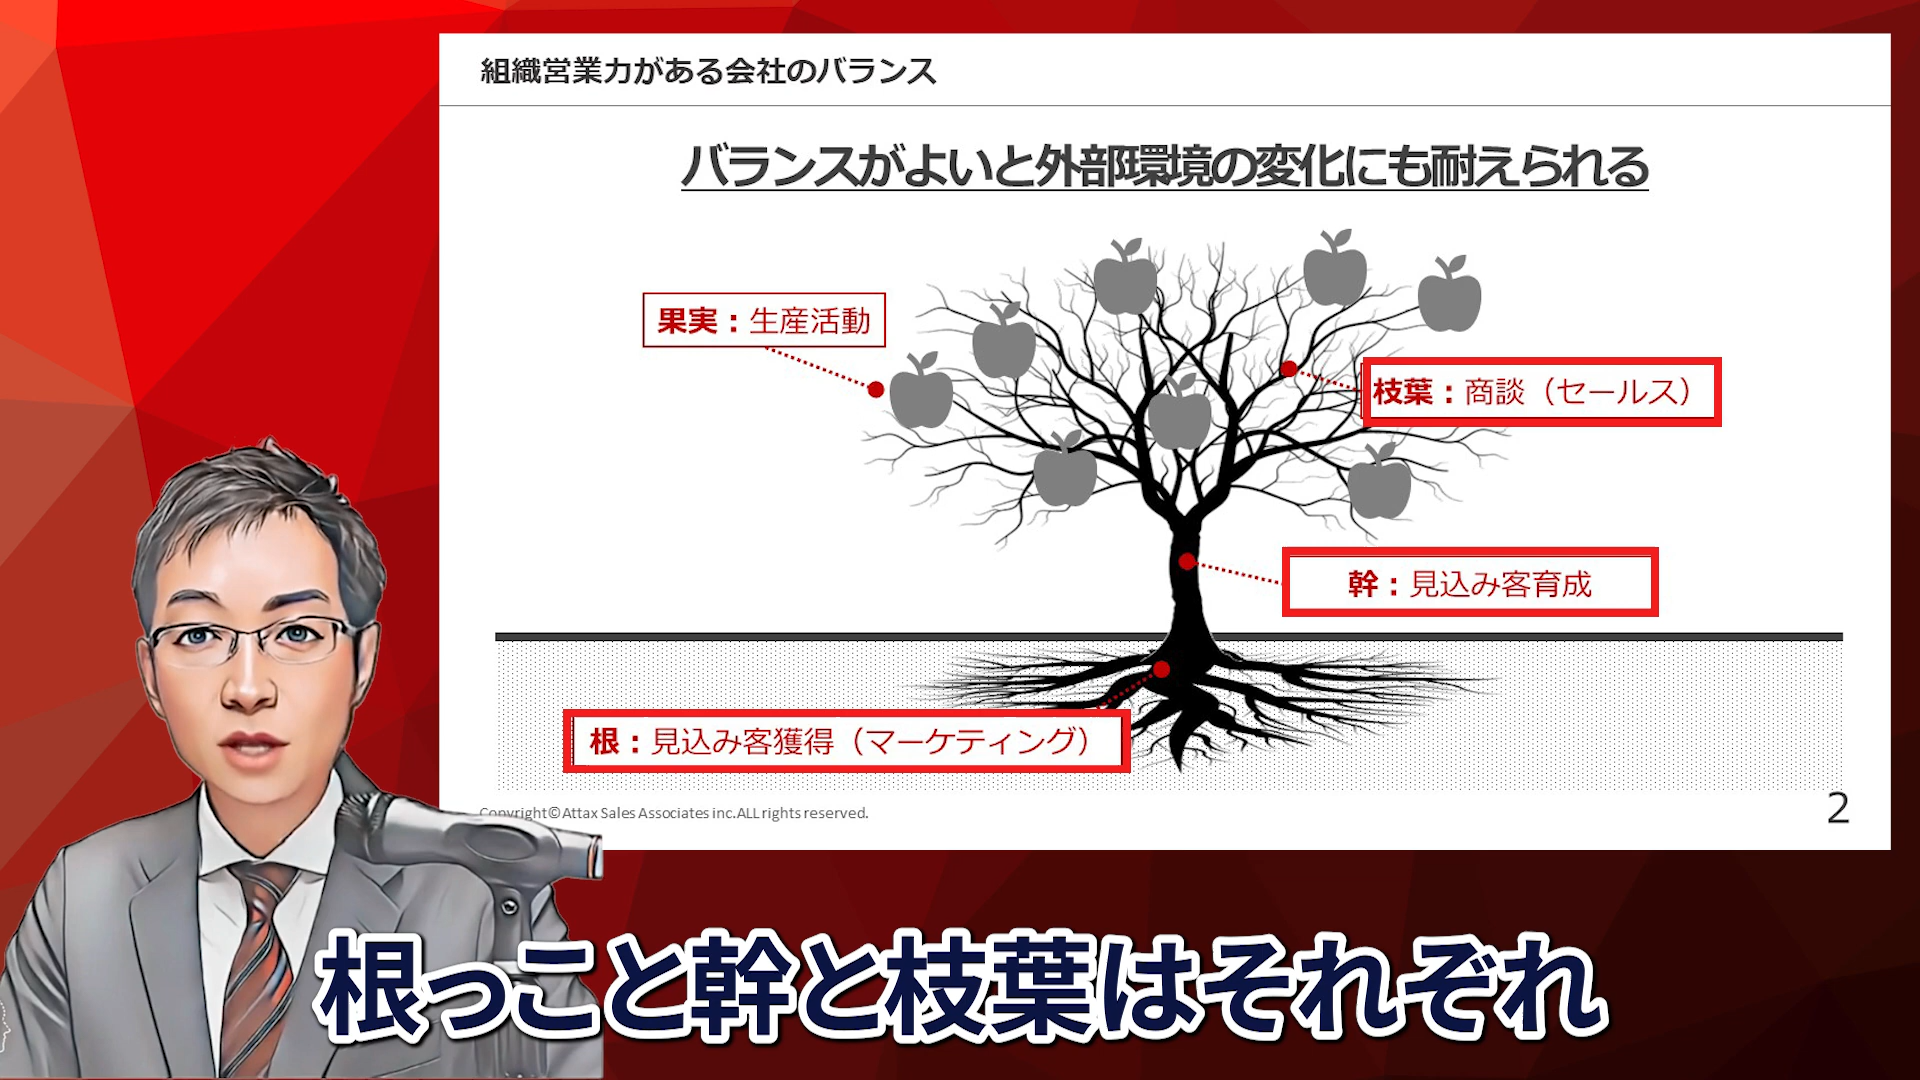 組織営業力がある会社のバランス
バランスがよいと外部環境の変化にも耐えられる
果実：生産活動
枝葉：商談（セールス）
幹：見込み客育成
根：見込み客獲得（マーケティング）
Copyright©Attax Sales Associates inc.ALL rights reserved.
2
根っこと幹と枝葉はそれぞれ